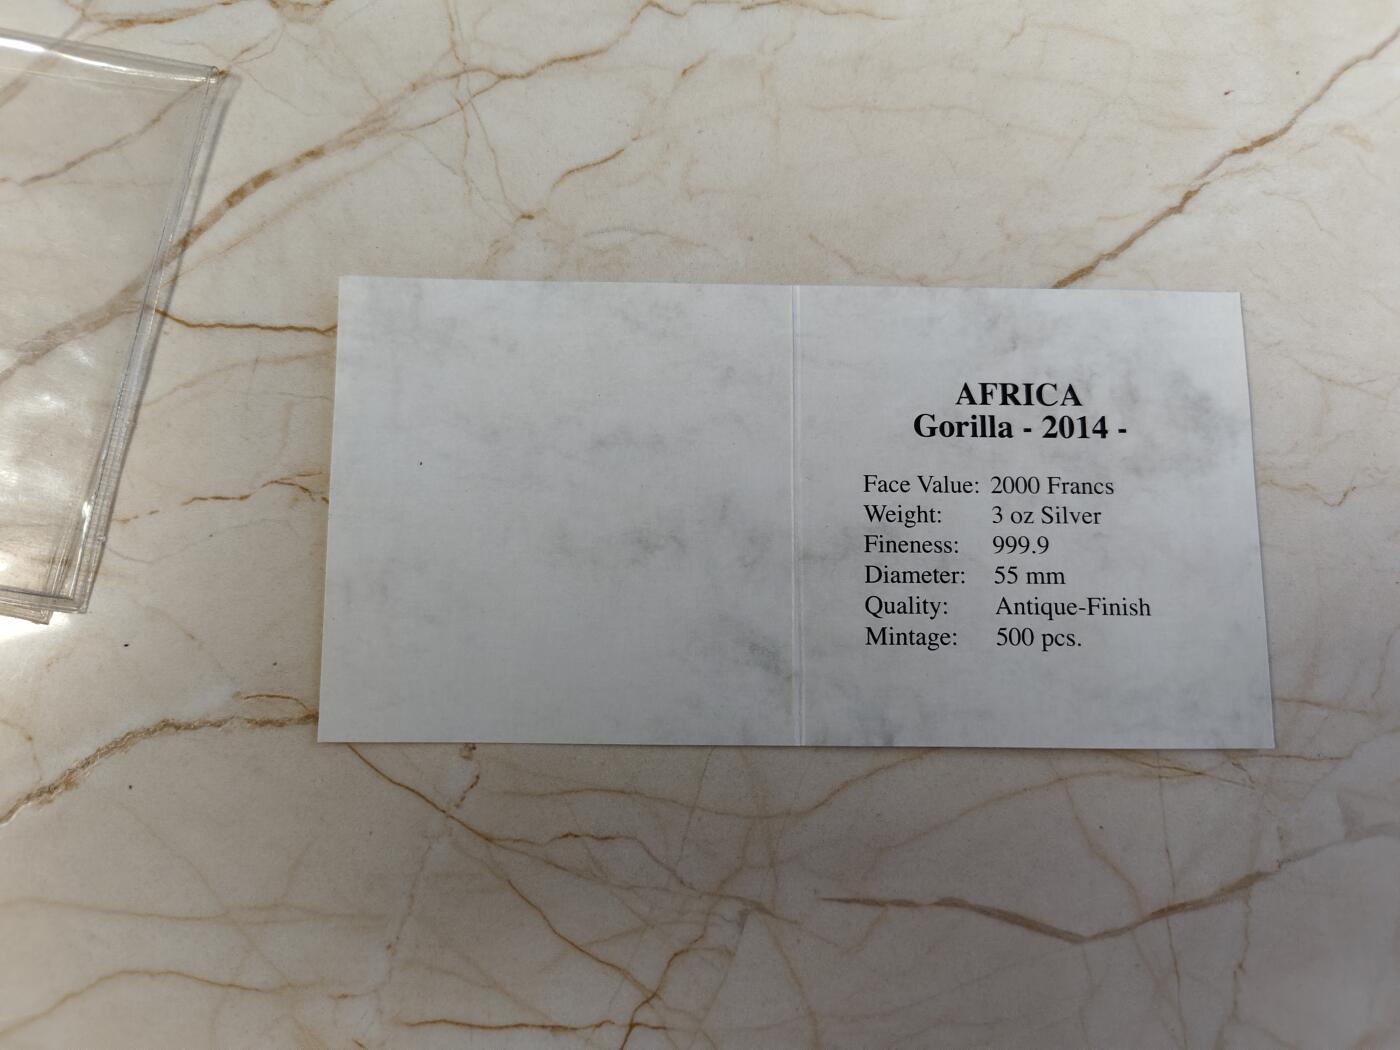 AFRICA
Gorilla - 2014 -
Face Value: 2000 Francs
Weight: 3 oz Silver
Fineness: 999.9
Diameter: 55 mm
Quality: Antique-Finish
Mintage: 500 pcs.